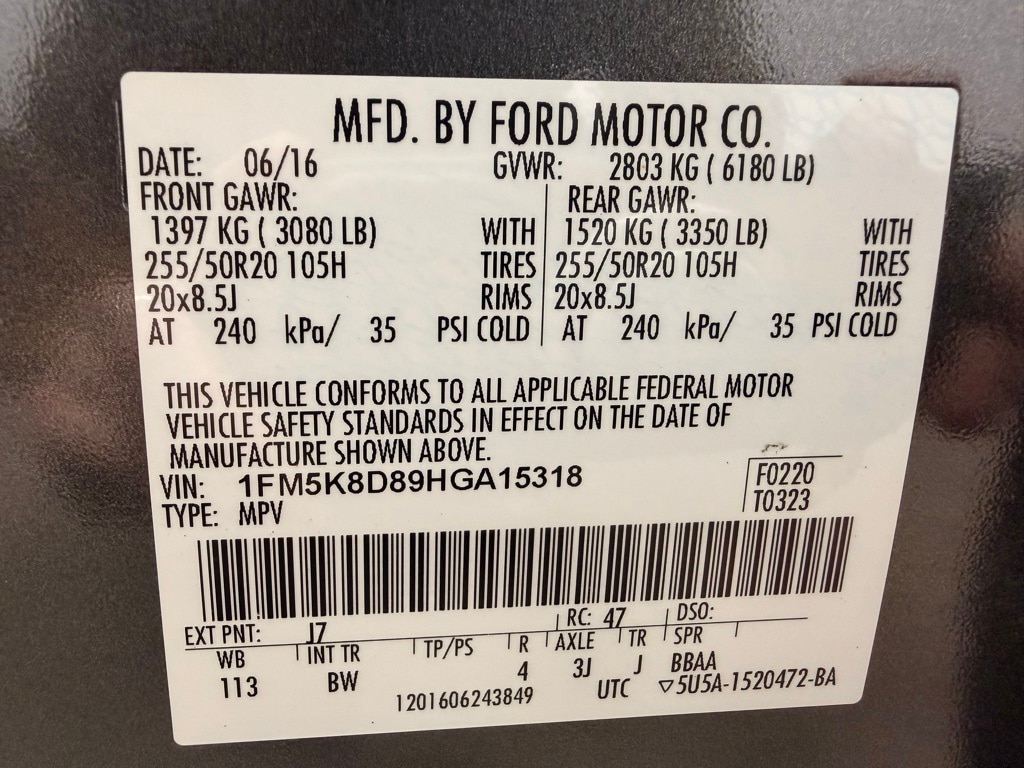 MFD. BY FORD MOTOR CO.
DATE: 06/16 GVWR: 2803 KG ( 6180 LB)
FRONT GAWR: REAR GAWR:
1397 KG ( 3080 LB) WITH 1520 KG ( 3350 LB) WITH
255/50R20 105H TIRES 255/50R20 105H TIRES
20x8.5J RIMS 20x8.5J RIMS
AT 240 kPa/ 35 PSI COLD AT 240 kPa/ 35 PSI COLD
THIS VEHICLE CONFORMS TO ALL APPLICABLE FEDERAL MOTOR
VEHICLE SAFETY STANDARDS IN EFFECT ON THE DATE OF
MANUFACTURE SHOWN ABOVE.
VIN: 1FM5K8D89HGA15318 F0220
TYPE: MPV T0323
EXT PNT: J7 RC: 47 DSO:
WB INT TR TP/PS R AXLE TR SPR
113 BW 4 3J J BBAA
1201606243849 UTC ▽5U5A-1520472-BA